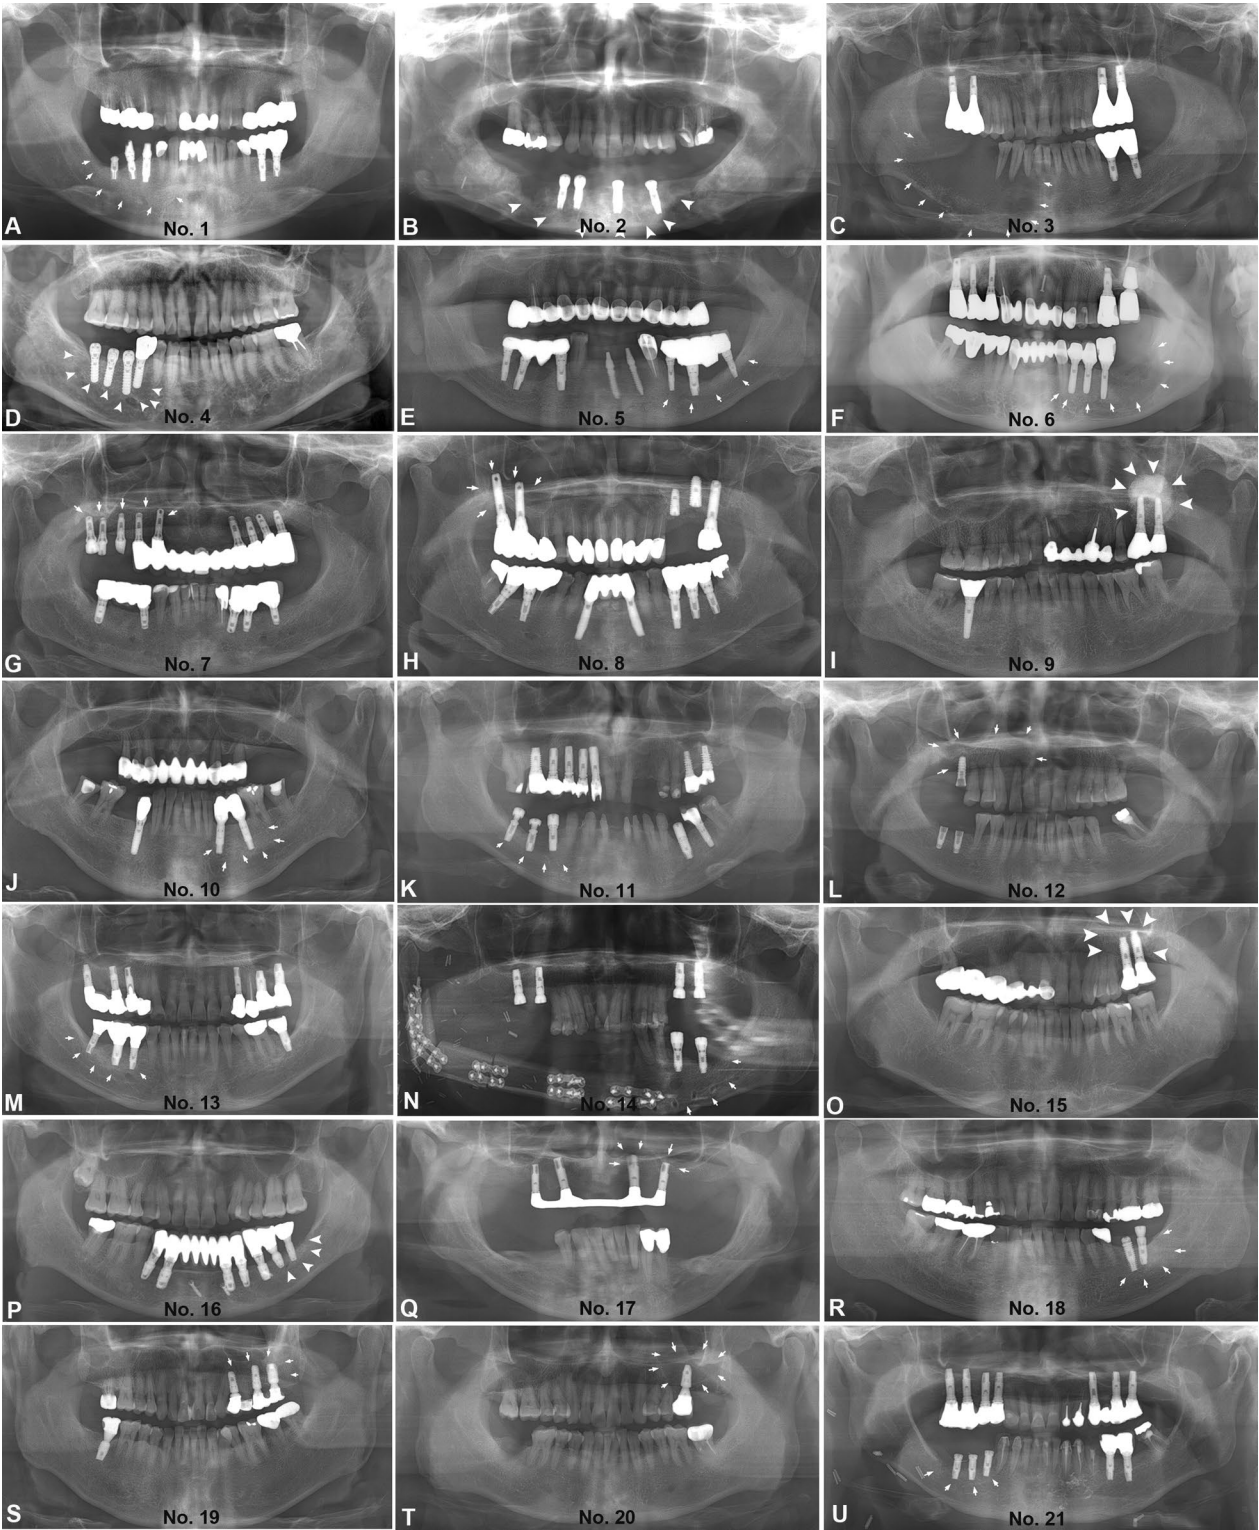 A No. 1
B No. 2
C No. 3
D No. 4
E No. 5
F No. 6
G No. 7
H No. 8
I No. 9
J No. 10
K No. 11
L No. 12
M No. 13
N No. 14
O No. 15
P No. 16
Q No. 17
R No. 18
S No. 19
T No. 20
U No. 21